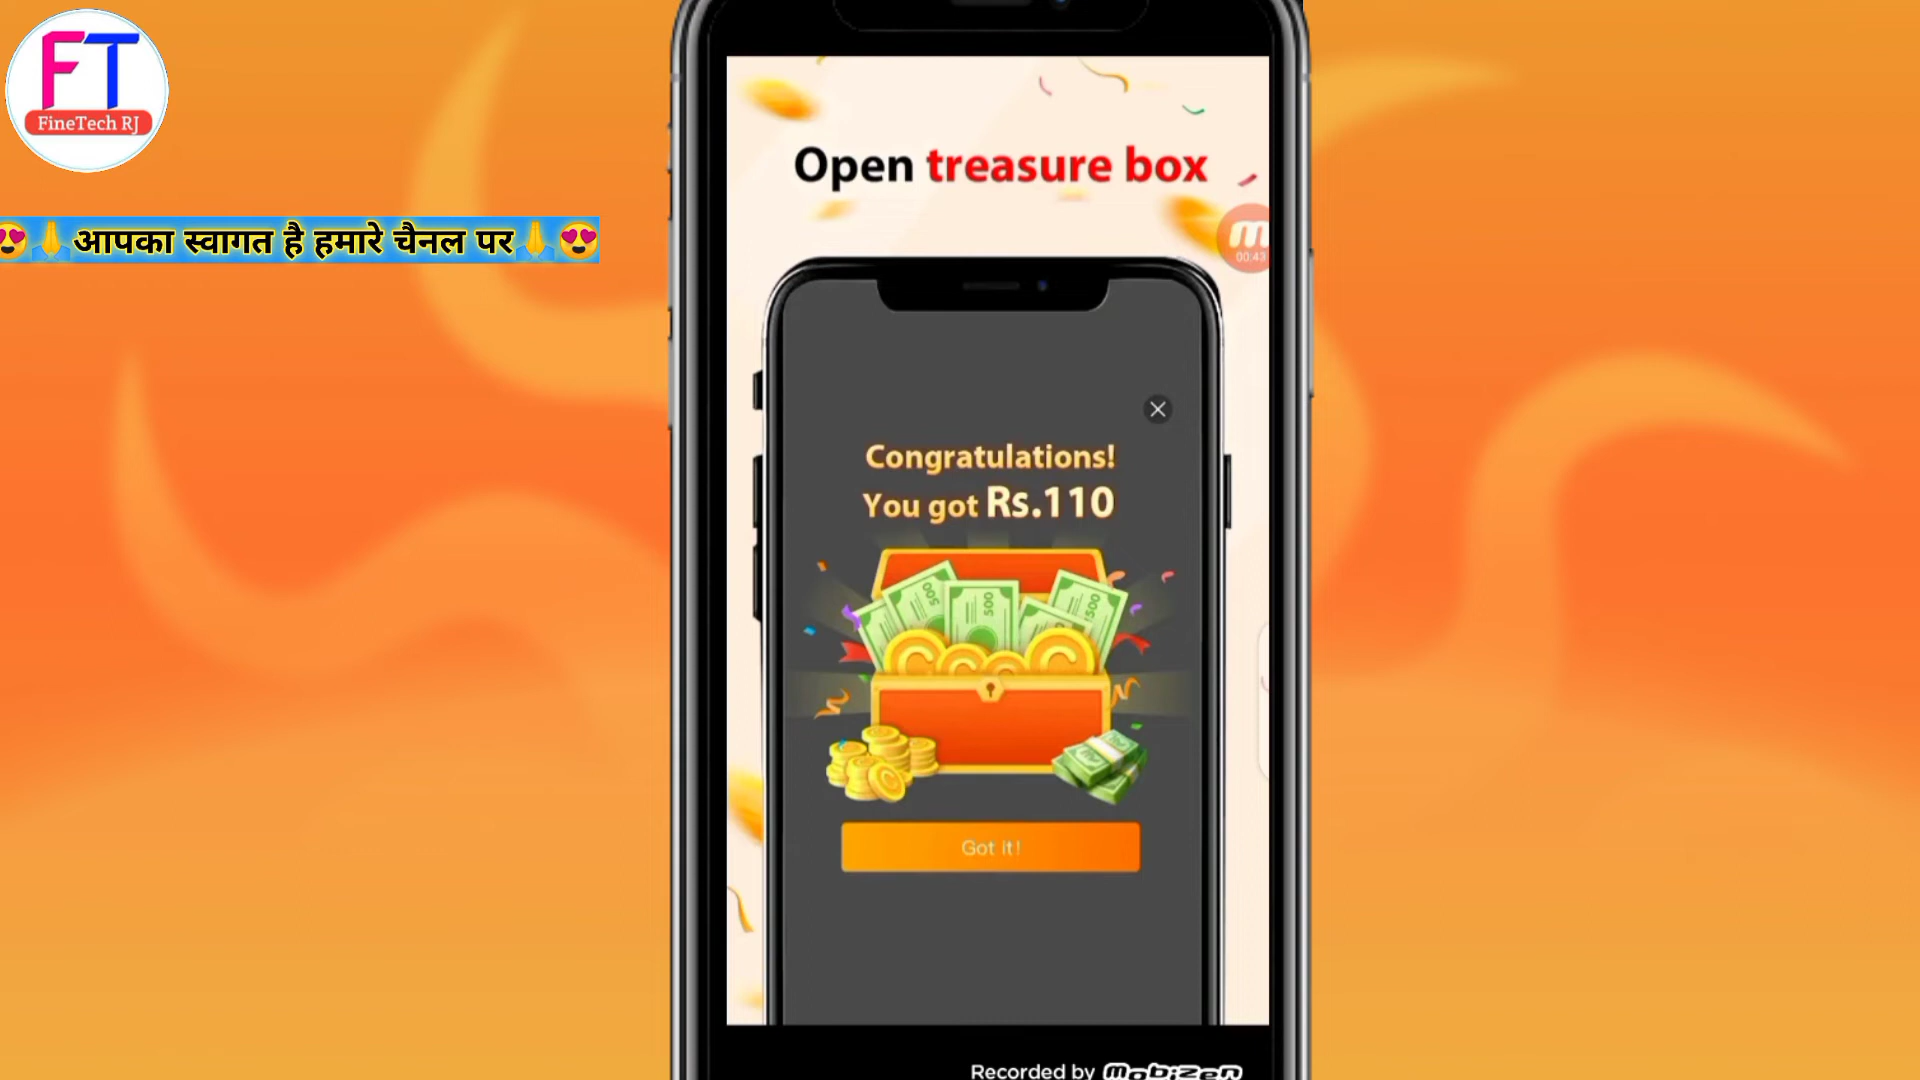 FT
FineTech RJ
आपका स्वागत है हमारे चैनल पर
Open treasure box
m
00:43
Congratulations!
You got Rs.110
500
500
500
Got it!
Recorded by mobizen